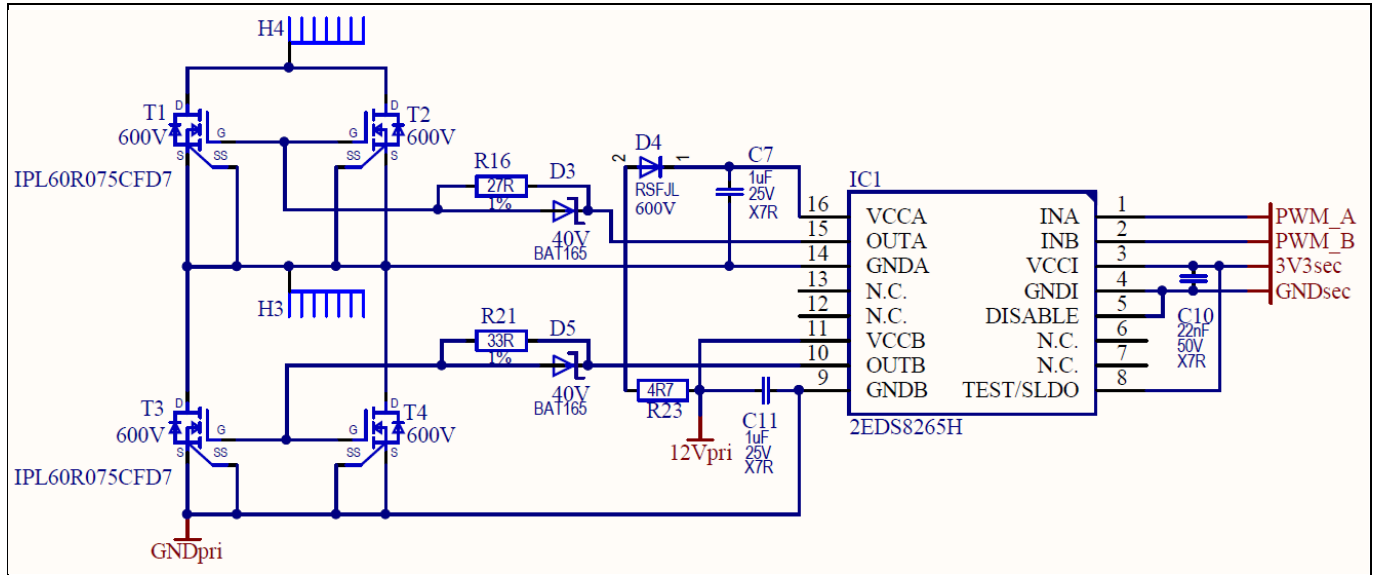 H4
T1
600V
IPL60R075CFD7
D
G
S
SS
T2
600V
D
G
SS
S
R16
27R
1%
D3
40V
BAT165
D4
2
1
RSFJL
600V
C7
1uF
25V
X7R
IC1
16
VCCA
INA
1
PWM_A
15
OUTA
INB
2
PWM_B
14
GNDA
VCCI
3
3V3sec
13
N.C.
GNDI
4
GNDsec
12
N.C.
DISABLE
5
11
VCCB
N.C.
6
10
OUTB
N.C.
7
9
GNDB
TEST/SLDO
8
2EDS8265H
C10
22nF
50V
X7R
H3
R21
33R
1%
D5
40V
BAT165
4R7
R23
12Vpri
C11
1uF
25V
X7R
T3
600V
IPL60R075CFD7
D
G
S
SS
T4
600V
D
G
SS
S
GNDpri